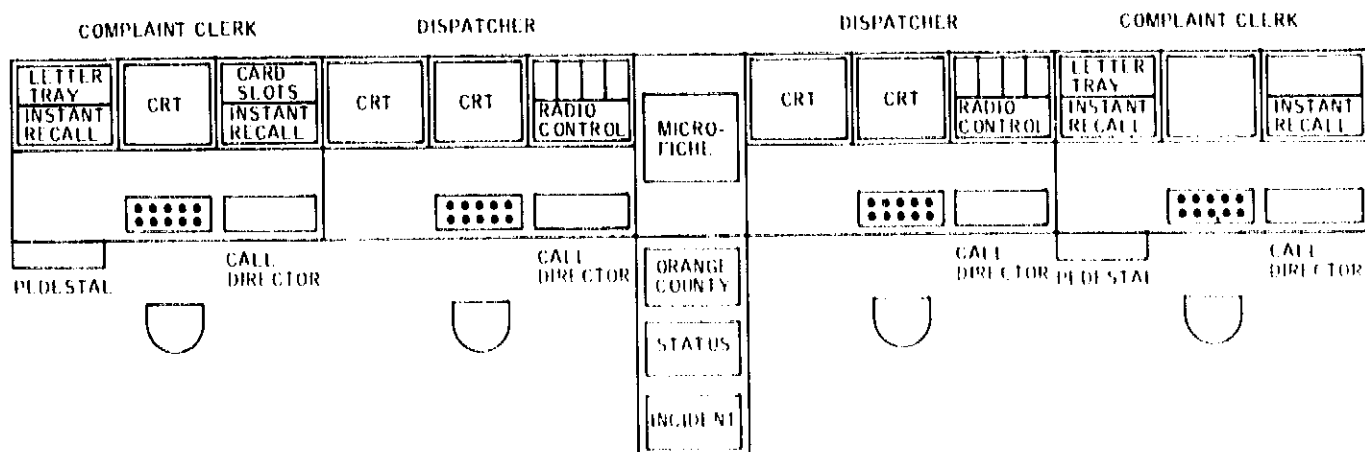 COMPLAINT CLERK
DISPATCHER
DISPATCHER
COMPLAINT CLERK
LETTER
TRAY
INSTANT
RECALL
CRT
CARD
SLOTS
INSTANT
RECALL
CRT
CRT
RADIO
CONTROL
MICRO-
FICHE
CRT
CRT
RADIO
CONTROL
LETTER
TRAY
INSTANT
RECALL
INSTANT
RECALL
PEDESTAL
CALL
DIRECTOR
CALL
DIRECTOR
ORANGE
COUNTY
STATUS
INCIDENT
CALL
DIRECTOR
PEDESTAL
CALL
DIRECTOR